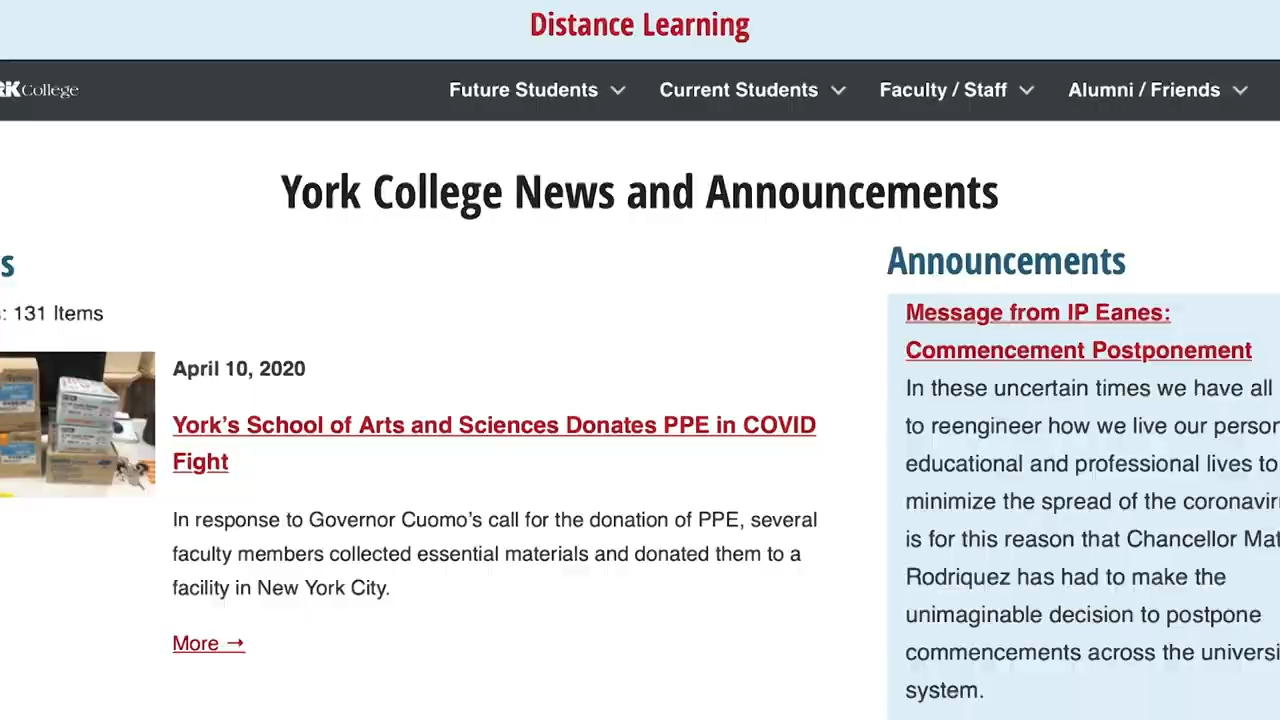 Distance Learning
RK College
Future Students
Current Students
Faculty / Staff
Alumni / Friends
York College News and Announcements
s
: 131 Items
April 10, 2020
York’s School of Arts and Sciences Donates PPE in COVID
Fight
In response to Governor Cuomo’s call for the donation of PPE, several
faculty members collected essential materials and donated them to a
facility in New York City.
More →
Announcements
Message from IP Eanes:
Commencement Postponement
In these uncertain times we have all
to reengineer how we live our person
educational and professional lives to
minimize the spread of the coronavir
is for this reason that Chancellor Mat
Rodriquez has had to make the
unimaginable decision to postpone
commencements across the universi
system.